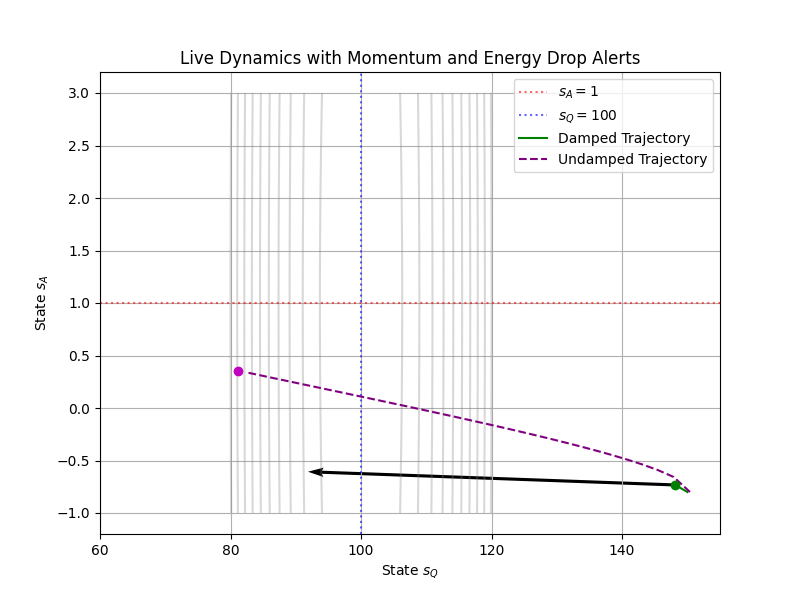 Live Dynamics with Momentum and Energy Drop Alerts
3.0
2.5
2.0
1.5
1.0
0.5
0.0
−0.5
−1.0
State s_A
s_A = 1
s_Q = 100
Damped Trajectory
Undamped Trajectory
60 80 100 120 140
State s_Q